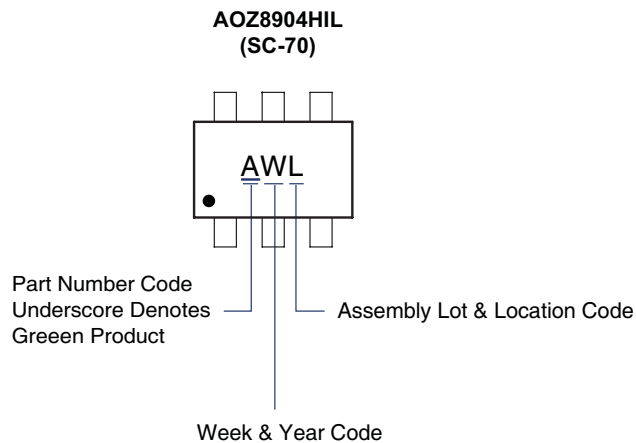 AOZ8904HIL
(SC-70)
AWL
Part Number Code
Underscore Denotes
Greeen Product
Assembly Lot & Location Code
Week & Year Code